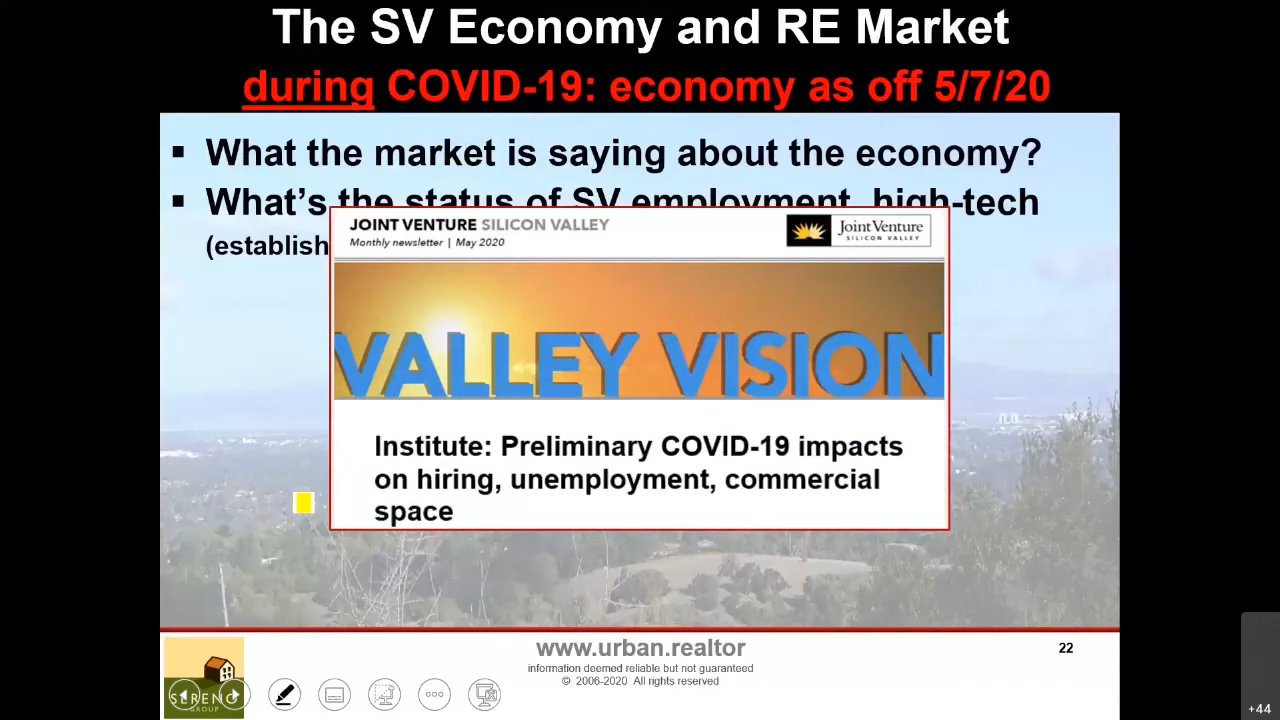 The SV Economy and RE Market
during COVID-19: economy as off 5/7/20
▪ What the market is saying about the economy?
▪ What's the status of SV employment, high-tech
(establish
JOINT VENTURE SILICON VALLEY
Monthly newsletter | May 2020
Joint Venture
SILICON VALLEY
VALLEY VISION
Institute: Preliminary COVID-19 impacts
on hiring, unemployment, commercial
space
www.urban.realtor
22
information deemed reliable but not guaranteed
© 2006-2020 All rights reserved
SERENO
GROUP
+44